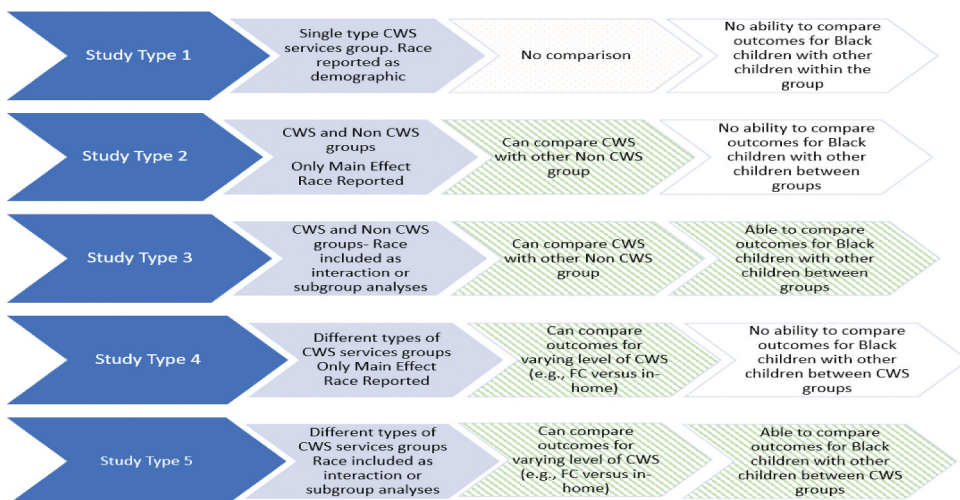 Study Type 1
Single type CWS
services group. Race
reported as
demographic
No comparison
No ability to compare
outcomes for Black
children with other
children within the
group
Study Type 2
CWS and Non CWS
groups
Only Main Effect
Race Reported
Can compare CWS
with other Non CWS
group
No ability to compare
outcomes for Black
children with other
children between
groups
Study Type 3
CWS and Non CWS
groups- Race
included as
interaction or
subgroup analyses
Can compare CWS
with other Non CWS
group
Able to compare
outcomes for Black
children with other
children between
groups
Study Type 4
Different types of
CWS services groups
Only Main Effect
Race Reported
Can compare
outcomes for
varying level of CWS
(e.g., FC versus in-
home)
No ability to compare
outcomes for Black
children with other
children between CWS
groups
Study Type 5
Different types of
CWS services groups
Race included as
interaction or
subgroup analyses
Can compare
outcomes for
varying level of CWS
(e.g., FC versus in-
home)
Able to compare
outcomes for Black
children with other
children between CWS
groups